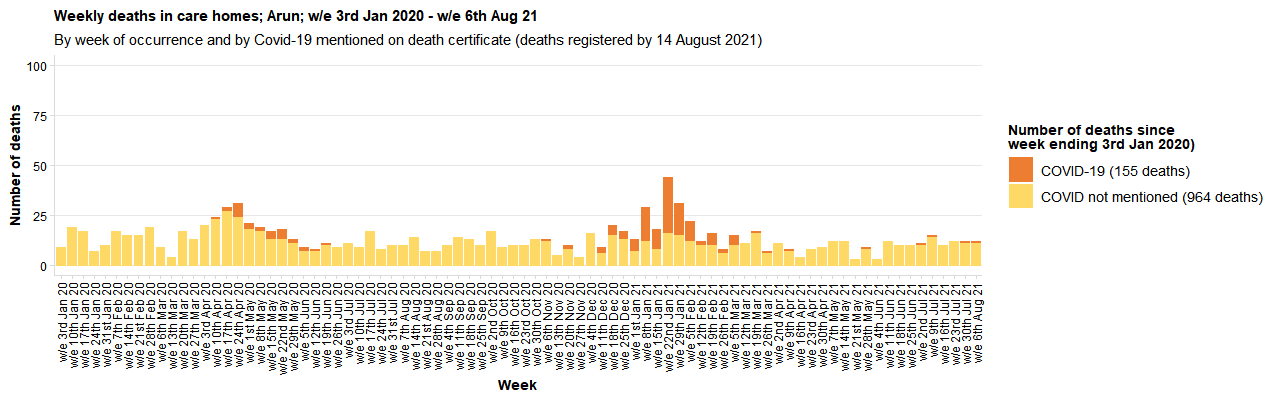 Weekly deaths in care homes; Arun; w/e 3rd Jan 2020 - w/e 6th Aug 21
By week of occurrence and by Covid-19 mentioned on death certificate (deaths registered by 14 August 2021)
Number of deaths
100
75
50
25
0
w/e 3rd Jan 20
w/e 10th Jan 20
w/e 17th Jan 20
w/e 24th Jan 20
w/e 31st Jan 20
w/e 7th Feb 20
w/e 14th Feb 20
w/e 21st Feb 20
w/e 28th Feb 20
w/e 6th Mar 20
w/e 13th Mar 20
w/e 20th Mar 20
w/e 27th Mar 20
w/e 3rd Apr 20
w/e 10th Apr 20
w/e 17th Apr 20
w/e 24th Apr 20
w/e 1st May 20
w/e 8th May 20
w/e 15th May 20
w/e 22nd May 20
w/e 29th May 20
w/e 5th Jun 20
w/e 12th Jun 20
w/e 19th Jun 20
w/e 26th Jun 20
w/e 3rd Jul 20
w/e 10th Jul 20
w/e 17th Jul 20
w/e 24th Jul 20
w/e 31st Jul 20
w/e 7th Aug 20
w/e 14th Aug 20
w/e 21st Aug 20
w/e 28th Aug 20
w/e 4th Sep 20
w/e 11th Sep 20
w/e 18th Sep 20
w/e 25th Sep 20
w/e 2nd Oct 20
w/e 9th Oct 20
w/e 16th Oct 20
w/e 23rd Oct 20
w/e 30th Oct 20
w/e 6th Nov 20
w/e 13th Nov 20
w/e 20th Nov 20
w/e 27th Nov 20
w/e 4th Dec 20
w/e 11th Dec 20
w/e 18th Dec 20
w/e 25th Dec 20
w/e 1st Jan 21
w/e 8th Jan 21
w/e 15th Jan 21
w/e 22nd Jan 21
w/e 29th Jan 21
w/e 5th Feb 21
w/e 12th Feb 21
w/e 19th Feb 21
w/e 26th Feb 21
w/e 5th Mar 21
w/e 12th Mar 21
w/e 19th Mar 21
w/e 26th Mar 21
w/e 2nd Apr 21
w/e 9th Apr 21
w/e 16th Apr 21
w/e 23rd Apr 21
w/e 30th Apr 21
w/e 7th May 21
w/e 14th May 21
w/e 21st May 21
w/e 28th May 21
w/e 4th Jun 21
w/e 11th Jun 21
w/e 18th Jun 21
w/e 25th Jun 21
w/e 2nd Jul 21
w/e 9th Jul 21
w/e 16th Jul 21
w/e 23rd Jul 21
w/e 30th Jul 21
w/e 6th Aug 21
Week
Number of deaths since
week ending 3rd Jan 2020)
COVID-19 (155 deaths)
COVID not mentioned (964 deaths)